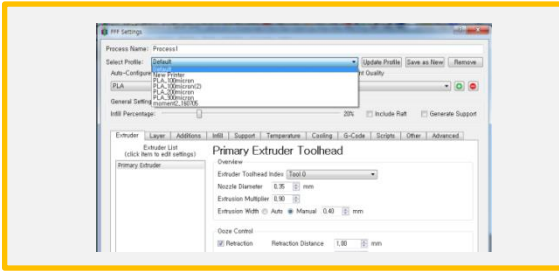 FFF Settings
Process Name: Process1
Select Profile: Default Update Profile Save as New Remove
Default
New Printer
PLA_100micron
PLA_100micron(2)
PLA_200micron
PLA_300micron
moment2_160705
Auto-Configure nt Quality
PLA
General Setting
Infill Percentage: 20% Include Raft Generate Support
Extruder Layer Additions Infill Support Temperature Cooling G-Code Scripts Other Advanced
Extruder List
(click item to edit settings)
Primary Extruder
Primary Extruder Toolhead
Overview
Extruder Toolhead Index Tool 0
Nozzle Diameter 0,35 mm
Extrusion Multiplier 0,90
Extrusion Width Auto Manual 0,40 mm
Ooze Control
Retraction Retraction Distance 1,00 mm